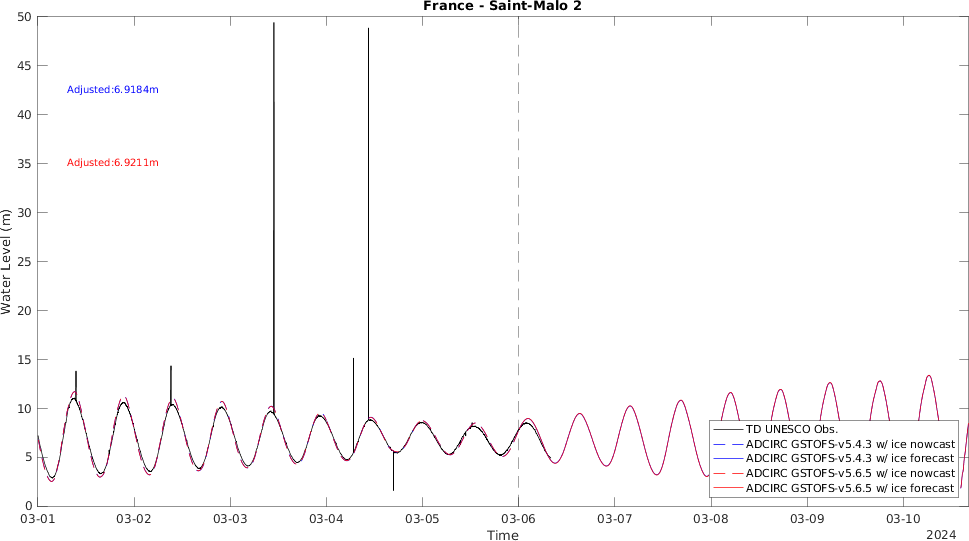 France - Saint-Malo 2
50
45
40
35
30
25
20
15
10
5
0
Water Level (m)
Adjusted:6.9184m
Adjusted:6.9211m
TD UNESCO Obs.
ADCIRC GSTOFS-v5.4.3 w/ ice nowcast
ADCIRC GSTOFS-v5.4.3 w/ ice forecast
ADCIRC GSTOFS-v5.6.5 w/ ice nowcast
ADCIRC GSTOFS-v5.6.5 w/ ice forecast
03-01 03-02 03-03 03-04 03-05 03-06 03-07 03-08 03-09 03-10
Time
2024